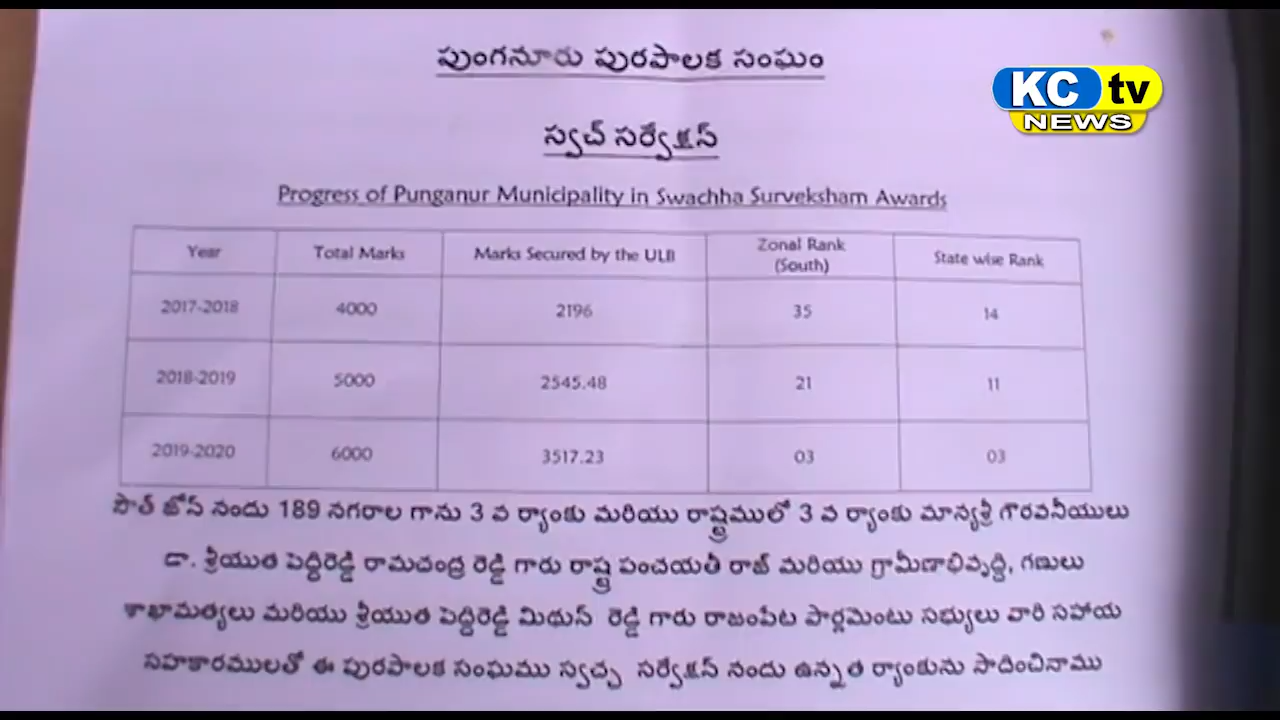 పుంగనూరు పురపాలక సంఘం
KC tv
NEWS
స్వచ్ సర్వేక్షన్
Progress of Punganur Municipality in Swachha Surveksham Awards
Year Total Marks Marks Secured by the ULB Zonal Rank (South) State wise Rank
2017-2018 4000 2196 35 14
2018-2019 5000 2545.48 21 11
2019-2020 6000 3517.23 03 03
సౌత్ జోన్ నందు 189 నగరాల గాను 3 వ ర్యాంకు మరియు రాష్ట్రములో 3 వ ర్యాంకు మాన్యశ్రీ గౌరవనీయులు
డా. శ్రీయుత పెద్దిరెడ్డి రామచంద్ర రెడ్డి గారు రాష్ట్ర పంచయతీ రాజ్ మరియు గ్రామీణాభివృద్ధి, గణులు
శాఖామత్యలు మరియు శ్రీయుత పెద్దిరెడ్డి మిథున్ రెడ్డి గారు రాజంపేట పార్లమెంటు సభ్యులు వారి సహాయ
సహకారములతో ఈ పురపాలక సంఘము స్వచ్ఛ సర్వేక్షన్ నందు ఉన్నత ర్యాంకును సాదించినాము